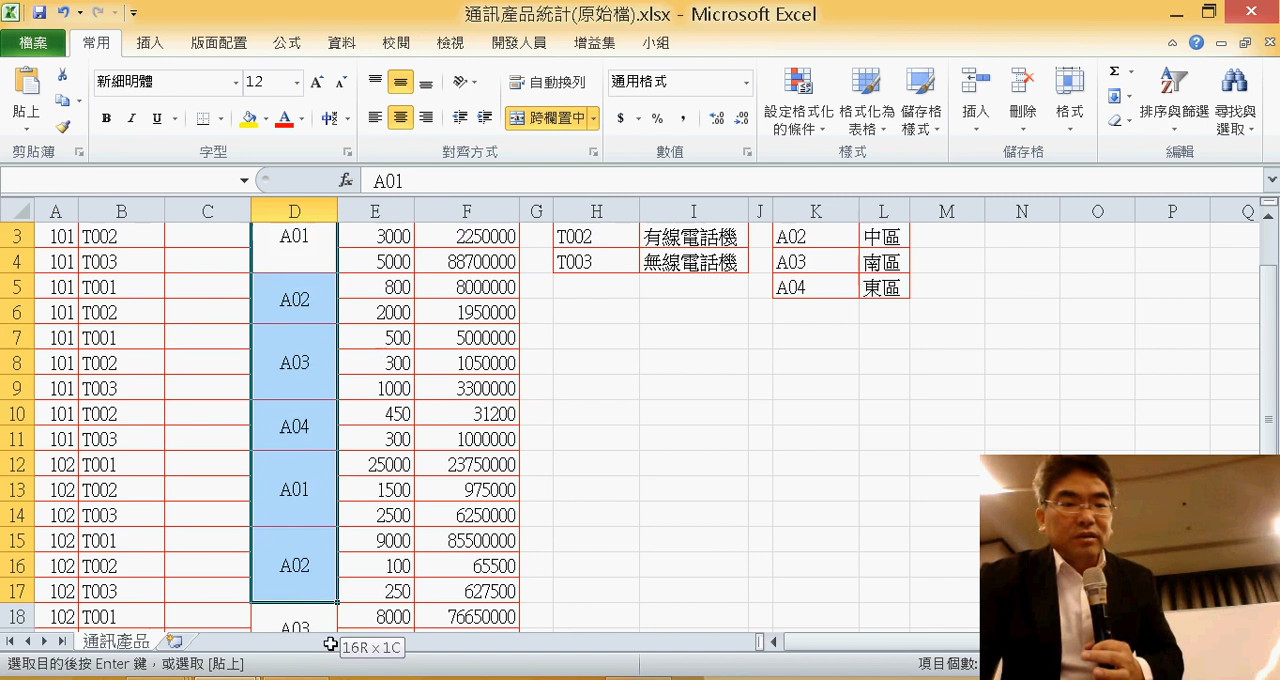 通訊產品統計(原始檔).xlsx - Microsoft Excel
檔案 常用 插入 版面配置 公式 資料 校閱 檢視 開發人員 增益集 小組
貼上 新細明體 12 自動換列 跨欄置中 通用格式 設定格式化的條件 格式化為表格 儲存格樣式 插入 刪除 格式 排序與篩選 尋找與選取
剪貼簿 字型 對齊方式 數值 樣式 儲存格 編輯
fx A01
A B C D E F G H I J K L M N O P Q
3 101 T002 A01 3000 2250000 T002 有線電話機 A02 中區
4 101 T003 5000 88700000 T003 無線電話機 A03 南區
5 101 T001 A02 800 8000000 A04 東區
6 101 T002 2000 1950000
7 101 T001 A03 500 5000000
8 101 T002 300 1050000
9 101 T003 1000 3300000
10 101 T002 A04 450 31200
11 101 T003 300 1000000
12 102 T001 A01 25000 23750000
13 102 T002 1500 975000
14 102 T003 2500 6250000
15 102 T001 A02 9000 85500000
16 102 T002 100 65500
17 102 T003 250 627500
18 102 T001 A03 8000 76650000
通訊產品
16R x 1C
選取目的後按 Enter 鍵，或選取 [貼上] 項目個數: